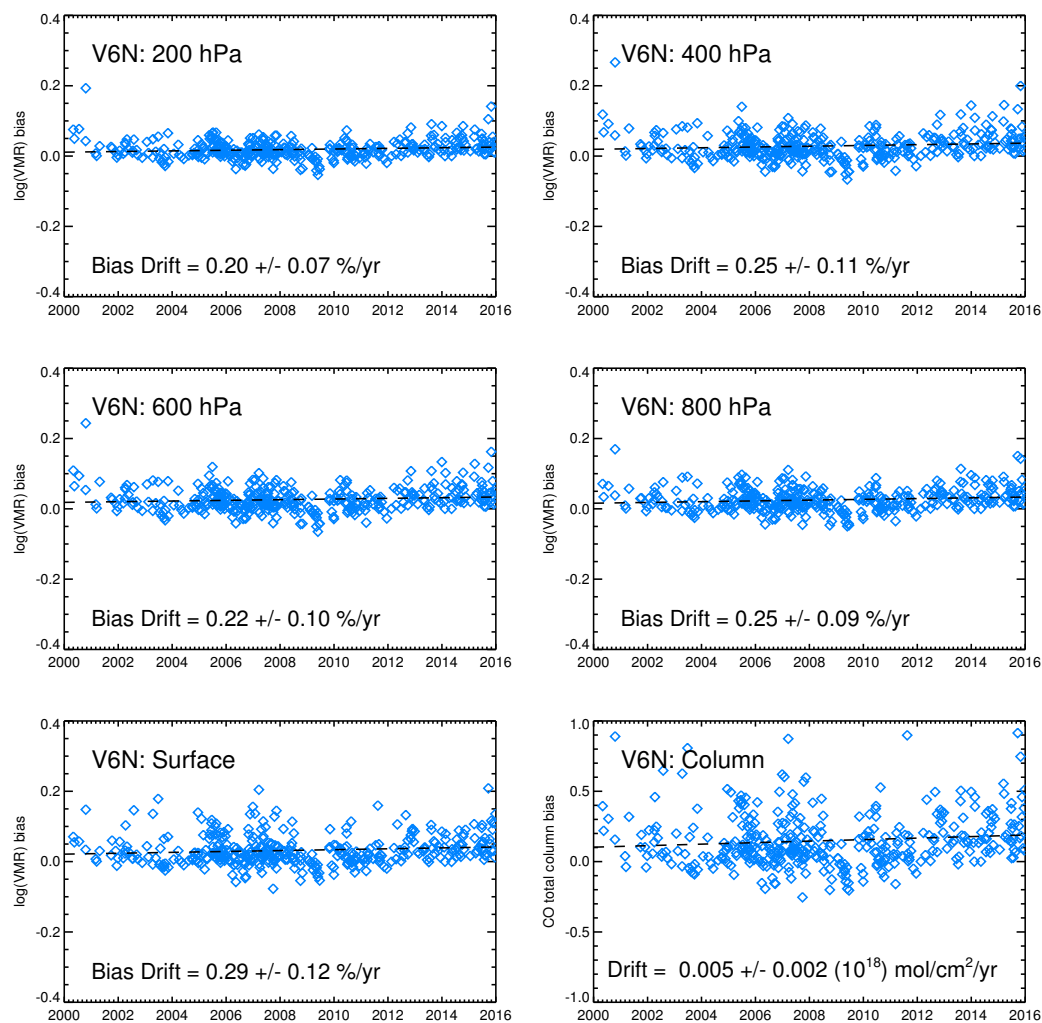 V6N: 200 hPa
log(VMR) bias
0.4
0.2
0.0
-0.2
-0.4
Bias Drift = 0.20 +/- 0.07 %/yr
2000 2002 2004 2006 2008 2010 2012 2014 2016
V6N: 400 hPa
log(VMR) bias
0.4
0.2
0.0
-0.2
-0.4
Bias Drift = 0.25 +/- 0.11 %/yr
2000 2002 2004 2006 2008 2010 2012 2014 2016
V6N: 600 hPa
log(VMR) bias
0.4
0.2
0.0
-0.2
-0.4
Bias Drift = 0.22 +/- 0.10 %/yr
2000 2002 2004 2006 2008 2010 2012 2014 2016
V6N: 800 hPa
log(VMR) bias
0.4
0.2
0.0
-0.2
-0.4
Bias Drift = 0.25 +/- 0.09 %/yr
2000 2002 2004 2006 2008 2010 2012 2014 2016
V6N: Surface
log(VMR) bias
0.4
0.2
0.0
-0.2
-0.4
Bias Drift = 0.29 +/- 0.12 %/yr
2000 2002 2004 2006 2008 2010 2012 2014 2016
V6N: Column
CO total column bias
1.0
0.5
0.0
-0.5
-1.0
Drift = 0.005 +/- 0.002 (10¹⁸) mol/cm²/yr
2000 2002 2004 2006 2008 2010 2012 2014 2016